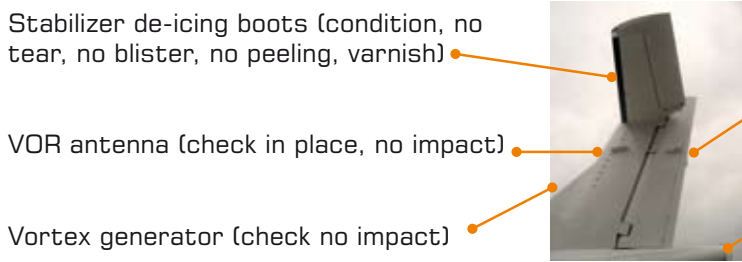 Stabilizer de-icing boots (condition, no
tear, no blister, no peeling, varnish)
VOR antenna (check in place, no impact)
Vortex generator (check no impact)